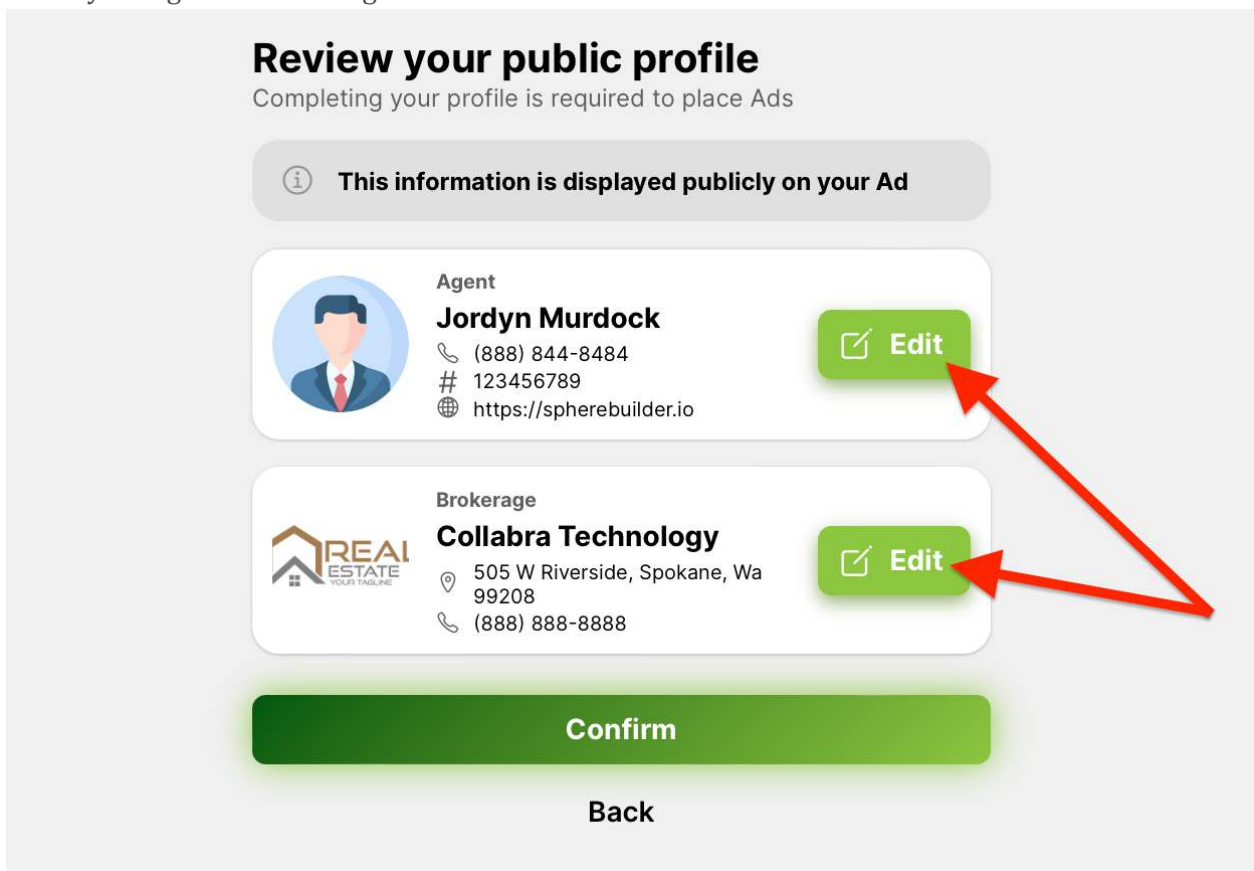 Review your public profile
Completing your profile is required to place Ads
This information is displayed publicly on your Ad
Agent
Jordyn Murdock
(888) 844-8484
# 123456789
https://spherebuilder.io
Edit
Brokerage
Collabra Technology
505 W Riverside, Spokane, Wa
99208
(888) 888-8888
REAL
ESTATE
YOUR TAGLINE
Edit
Confirm
Back